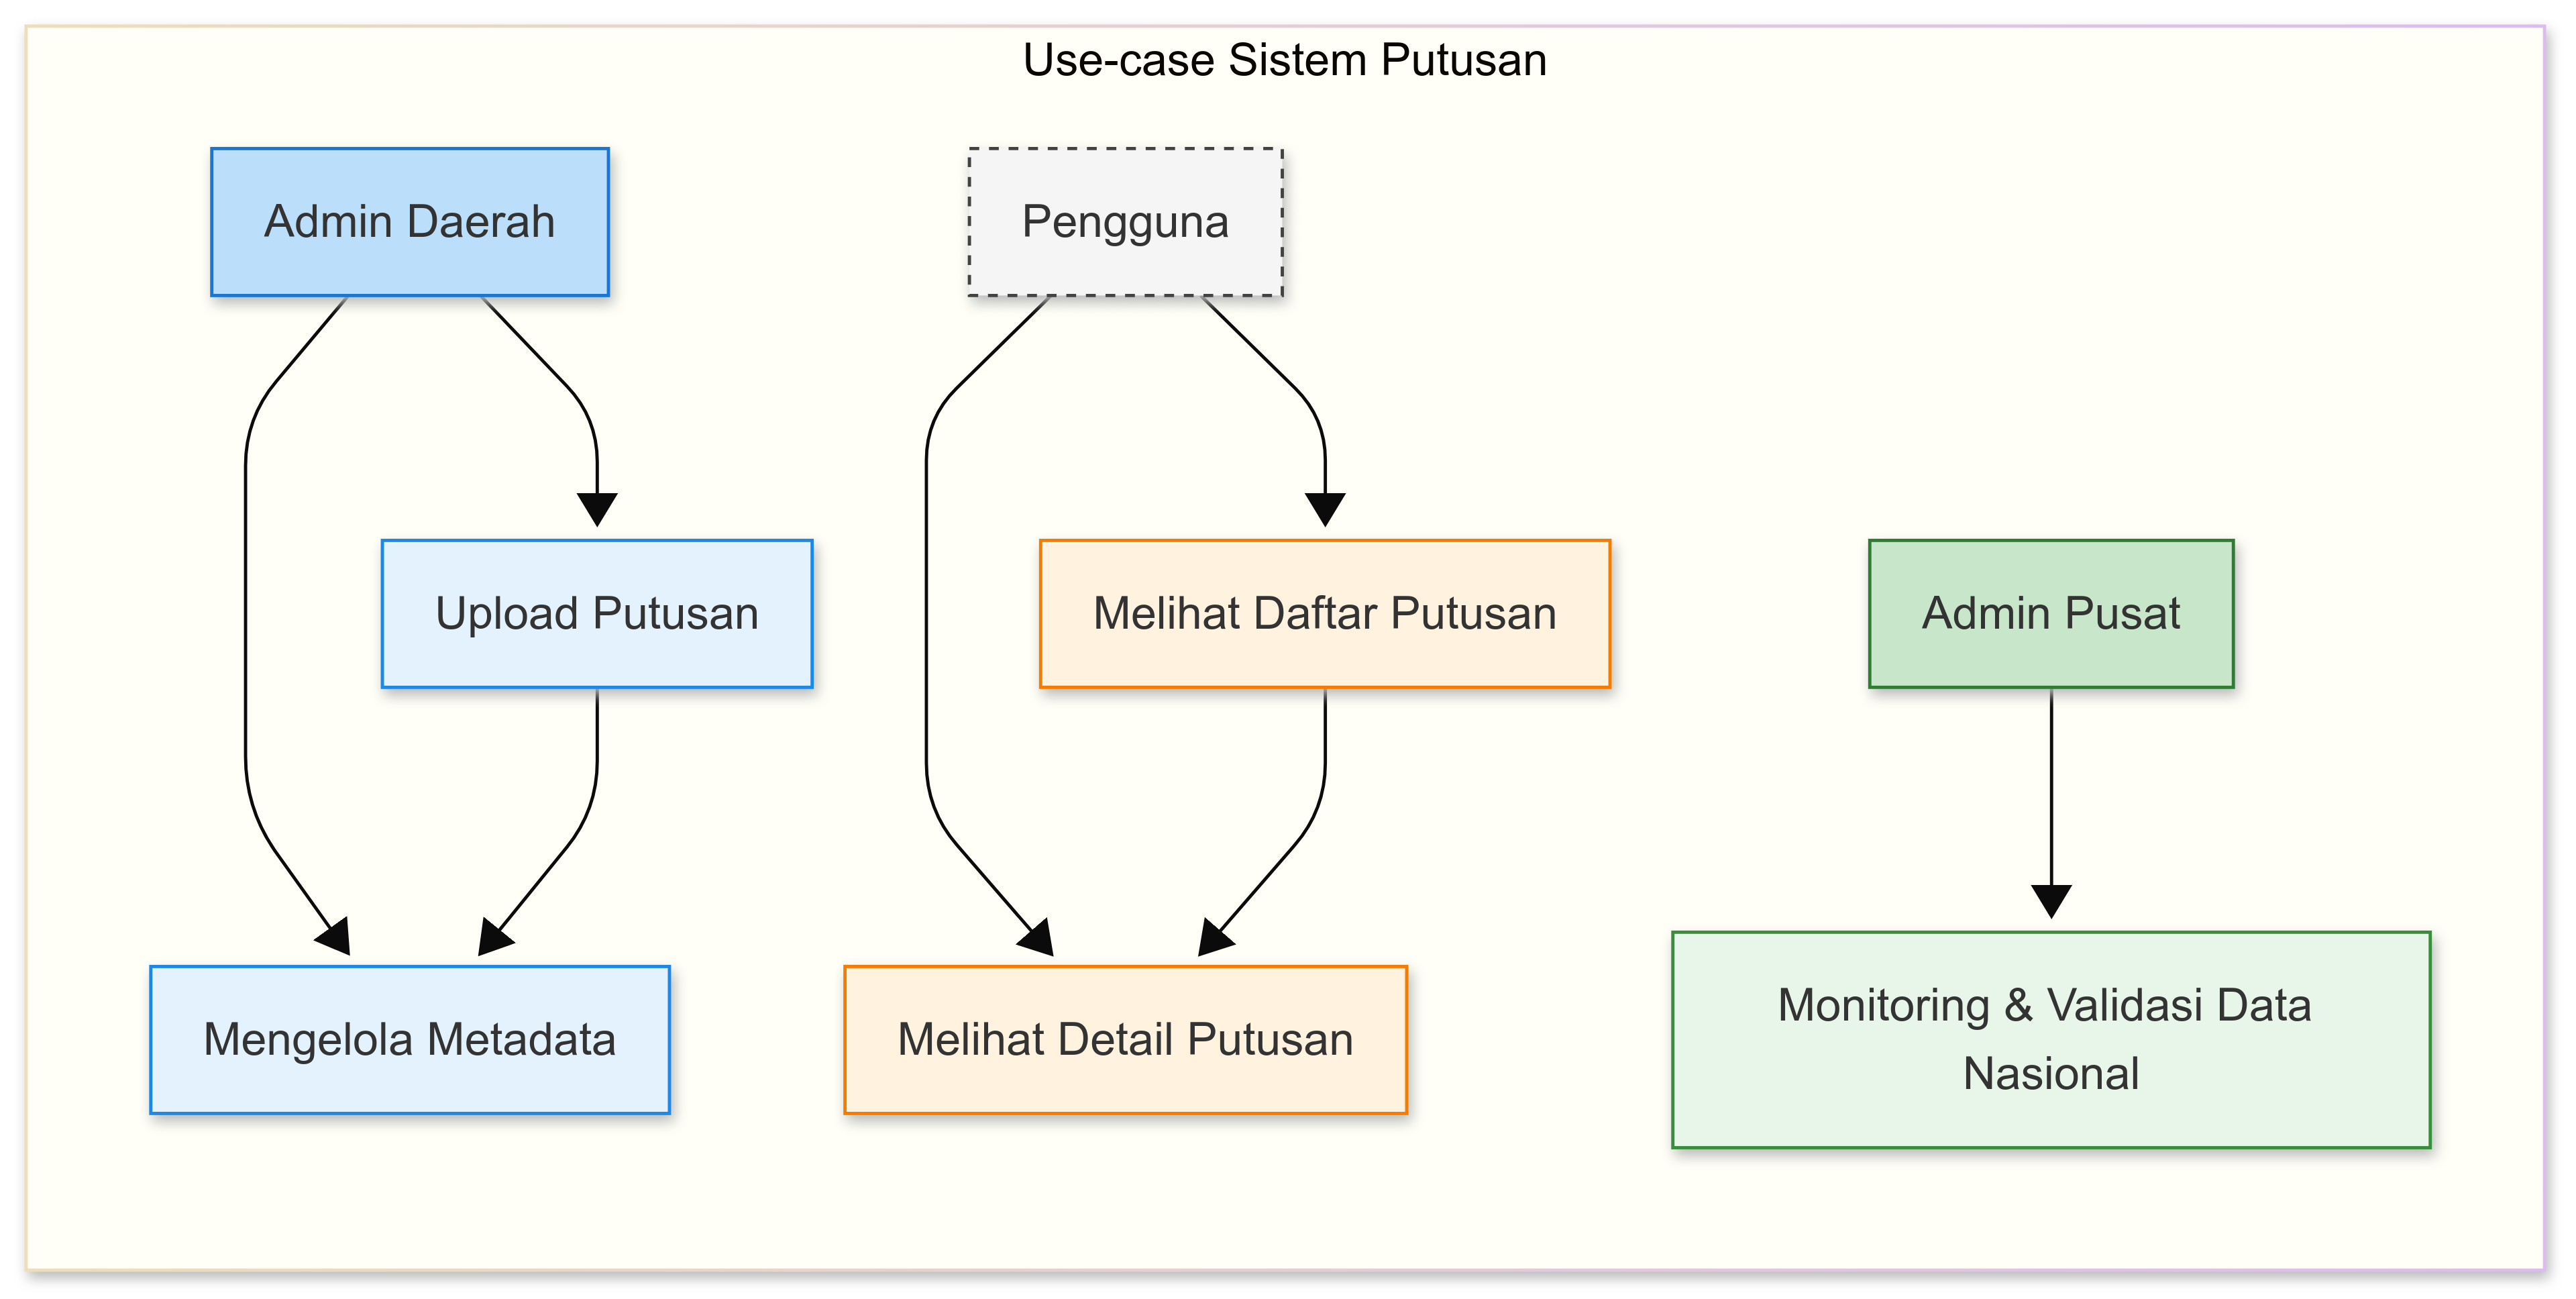 Use-case Sistem Putusan
Admin Daerah
Pengguna
Upload Putusan
Melihat Daftar Putusan
Admin Pusat
Mengelola Metadata
Melihat Detail Putusan
Monitoring & Validasi Data
Nasional